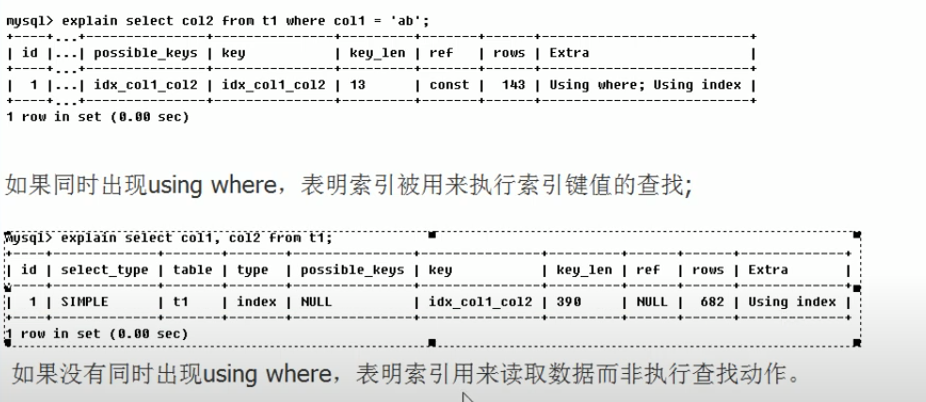 mysql> explain select col2 from t1 where col1 = 'ab';
+----+...+---------------+---------------+---------+-------+------+--------------------------+
| id |...| possible_keys | key           | key_len | ref   | rows | Extra                    |
+----+...+---------------+---------------+---------+-------+------+--------------------------+
|  1 |...| idx_col1_col2 | idx_col1_col2 | 13      | const |  143 | Using where; Using index |
+----+...+---------------+---------------+---------+-------+------+--------------------------+
1 row in set (0.00 sec)
如果同时出现using where，表明索引被用来执行索引键值的查找;
mysql> explain select col1, col2 from t1;
+----+-------------+-------+-------+---------------+---------------+---------+------+------+-------------+
| id | select_type | table | type  | possible_keys | key           | key_len | ref  | rows | Extra       |
+----+-------------+-------+-------+---------------+---------------+---------+------+------+-------------+
|  1 | SIMPLE      | t1    | index | NULL          | idx_col1_col2 | 390     | NULL |  682 | Using index |
+----+-------------+-------+-------+---------------+---------------+---------+------+------+-------------+
1 row in set (0.00 sec)
如果没有同时出现using where，表明索引用来读取数据而非执行查找动作。